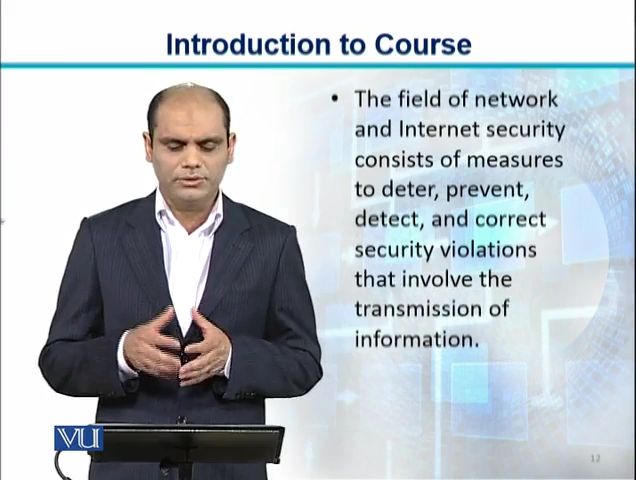 Introduction to Course
• The field of network
and Internet security
consists of measures
to deter, prevent,
detect, and correct
security violations
that involve the
transmission of
information.
VU
12